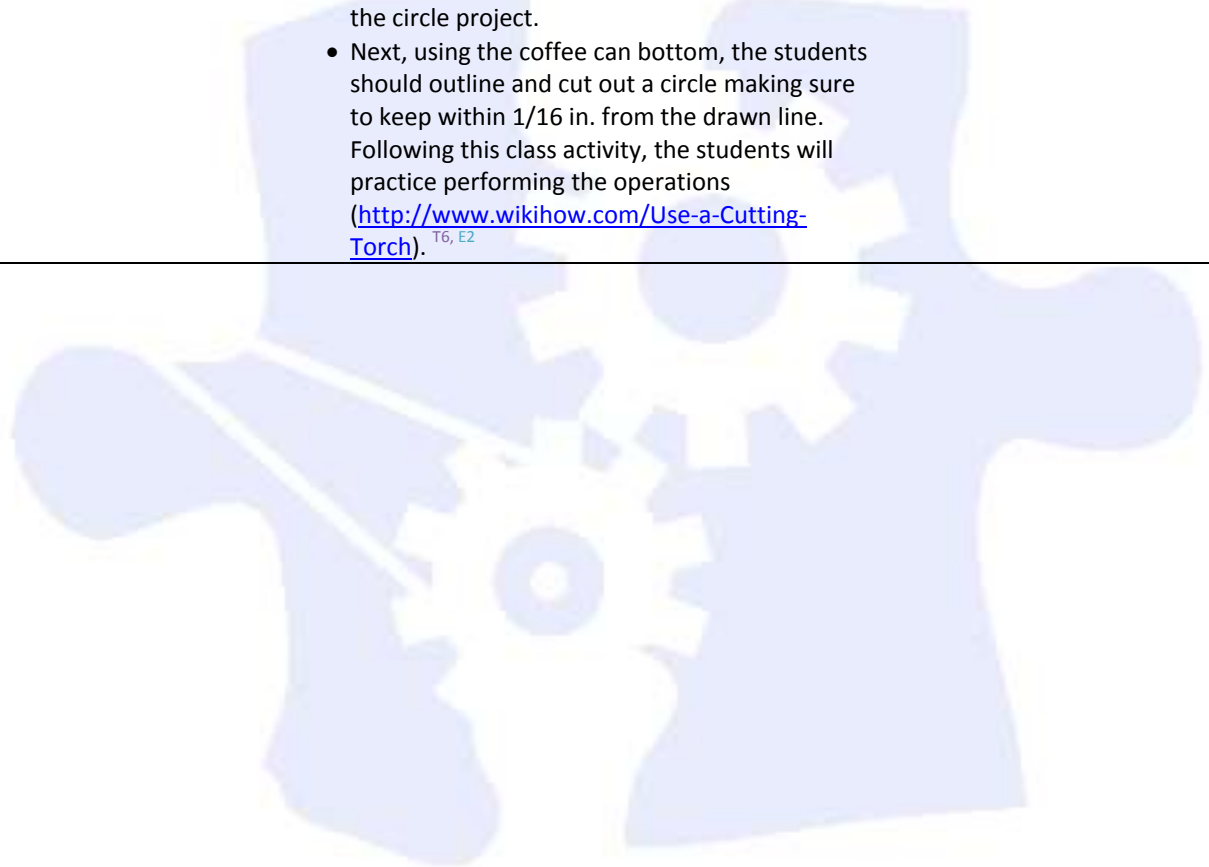 the circle project.
• Next, using the coffee can bottom, the students
should outline and cut out a circle making sure
to keep within 1/16 in. from the drawn line.
Following this class activity, the students will
practice performing the operations
(http://www.wikihow.com/Use-a-Cutting-
Torch). T6, E2